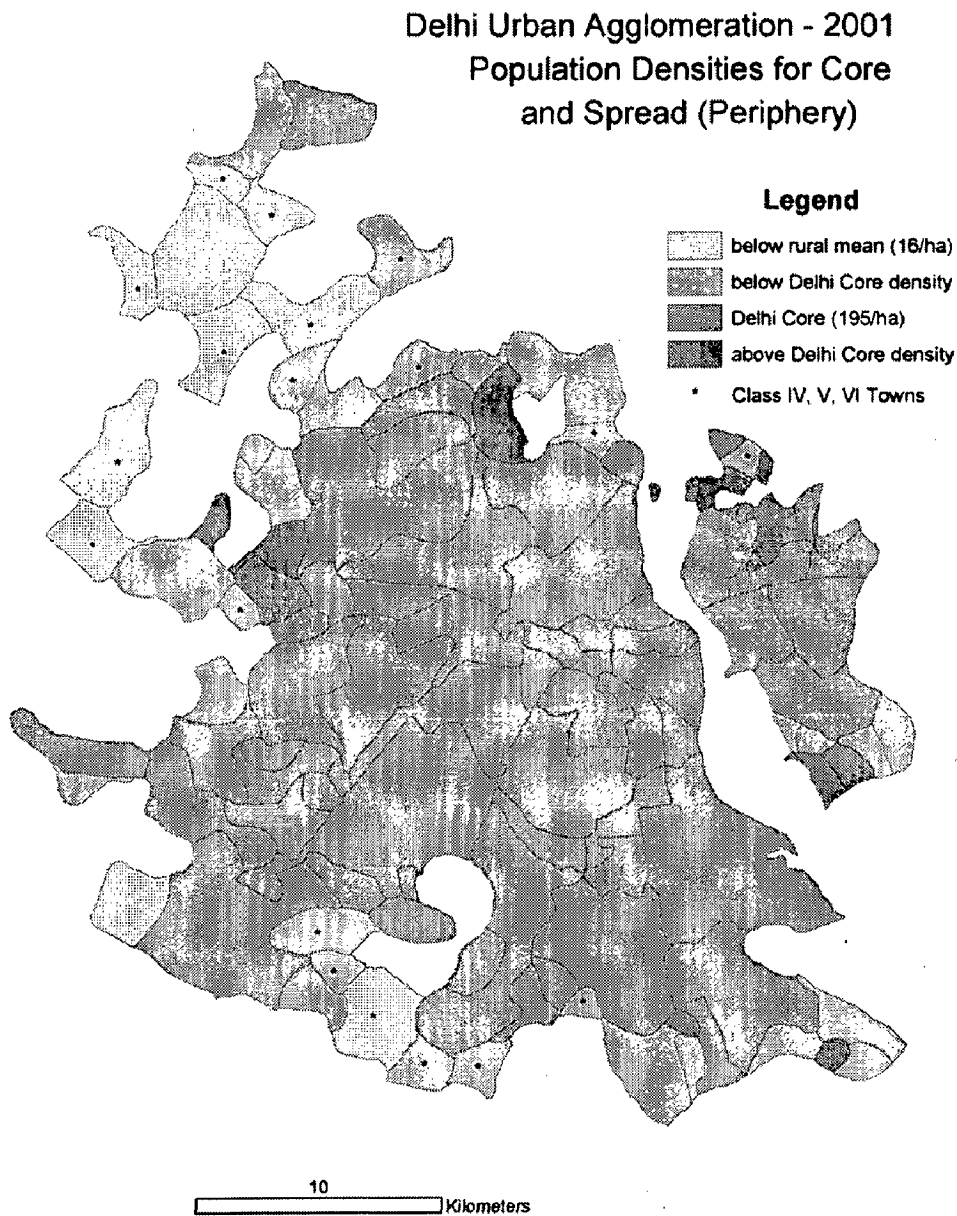 Delhi Urban Agglomeration - 2001
Population Densities for Core
and Spread (Periphery)
Legend
below rural mean (16/ha)
below Delhi Core density
Delhi Core (195/ha)
above Delhi Core density
Class IV, V, VI Towns
10
Kilometers